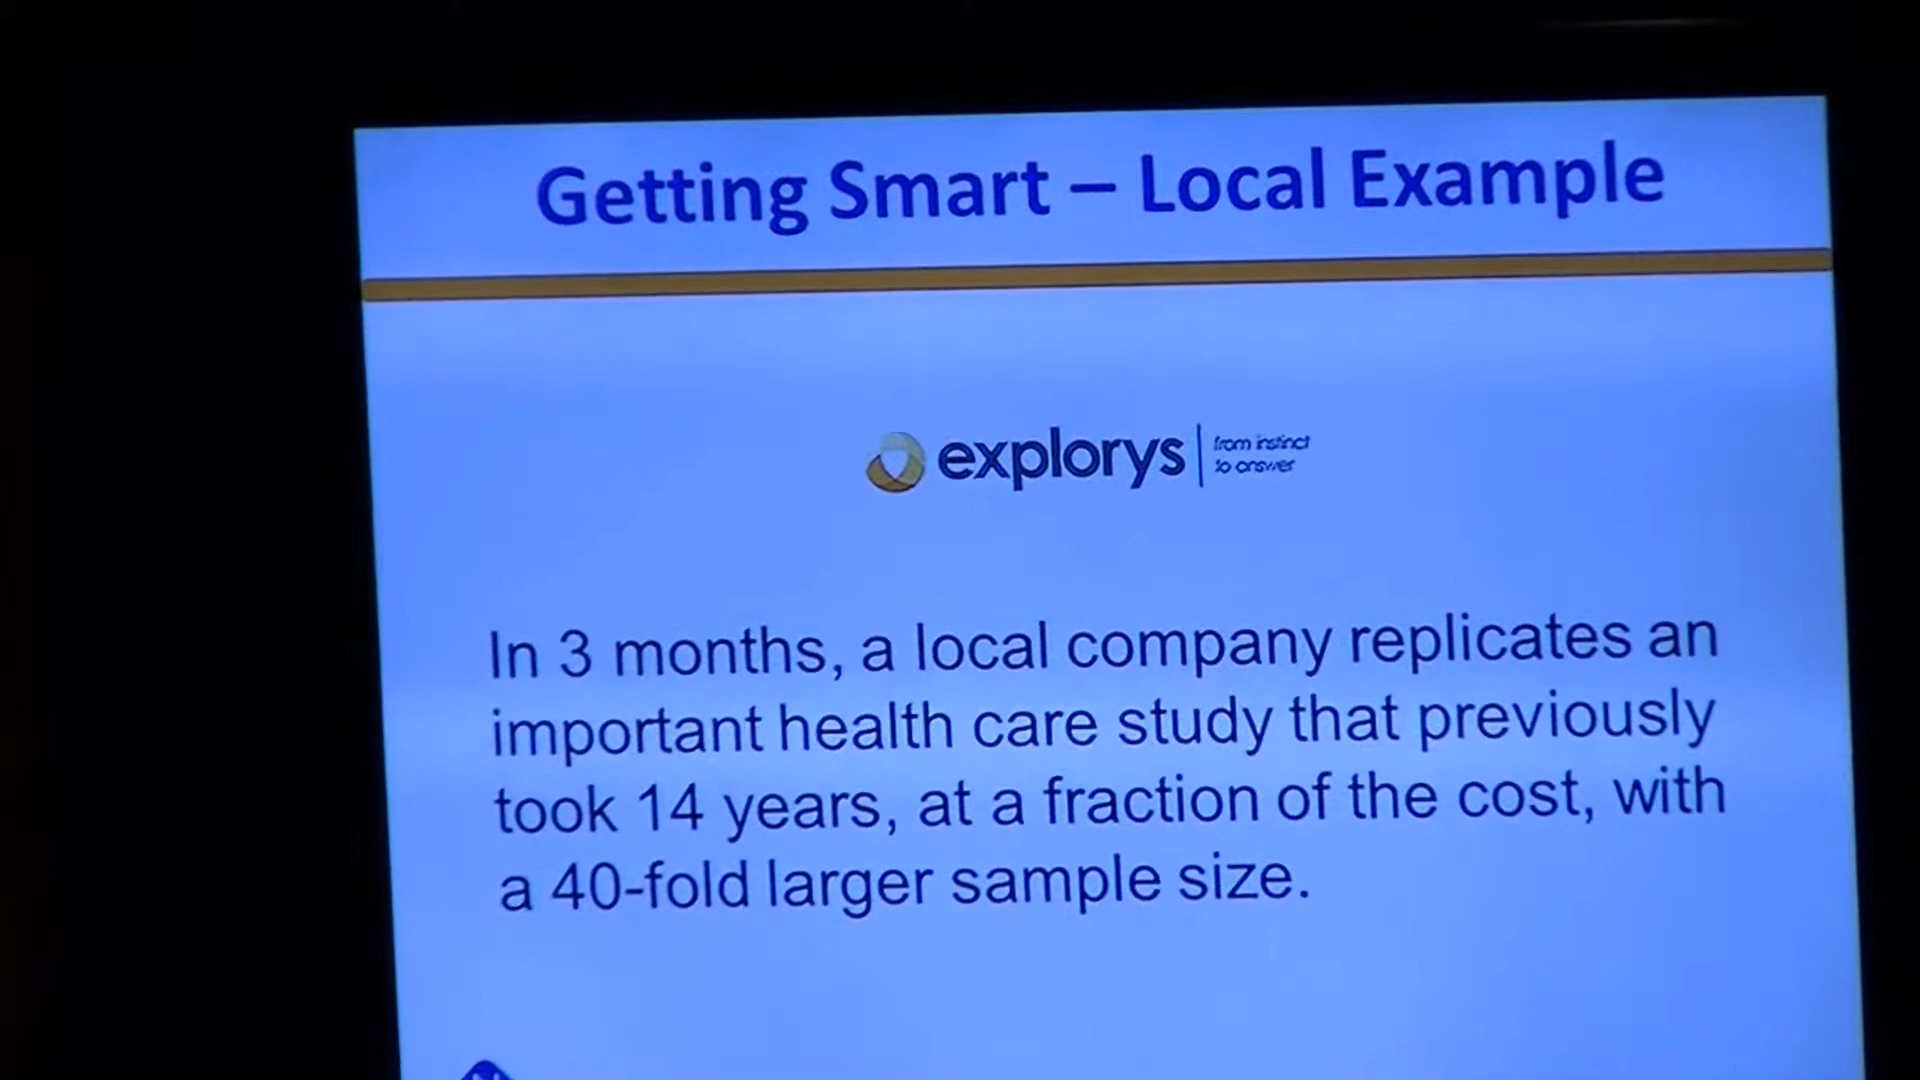 Getting Smart – Local Example
explorys
from instinct
to answer
In 3 months, a local company replicates an
important health care study that previously
took 14 years, at a fraction of the cost, with
a 40-fold larger sample size.